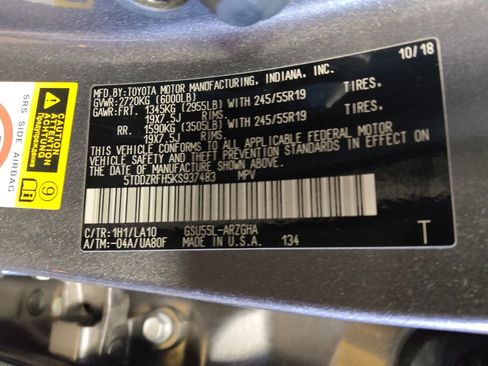 10/18
MFD.BY:TOYOTA MOTOR MANUFACTURING, INDIANA, INC.
GVWR:2720KG (6000LB)
GAWR:FRT. 1345KG (2955LB) WITH 245/55R19 TIRES,
19X7.5J RIMS.
RR. 1590KG (3505LB) WITH 245/55R19 TIRES,
19X7.5J RIMS
THIS VEHICLE CONFORMS TO ALL APPLICABLE FEDERAL MOTOR
VEHICLE SAFETY AND THEFT PREVENTION STANDARDS IN
EFFECT ON THE DATE OF MANUFACTURE SHOWN ABOVE.
5TDDZRFH5KS937483 MPV
C/TR:1H1/LA10 GSU55L-ARZGHA
A/TM:-04A/UA80F MADE IN U.S.A. 134
T
SRS SIDE AIRBAG
CAUTION
9